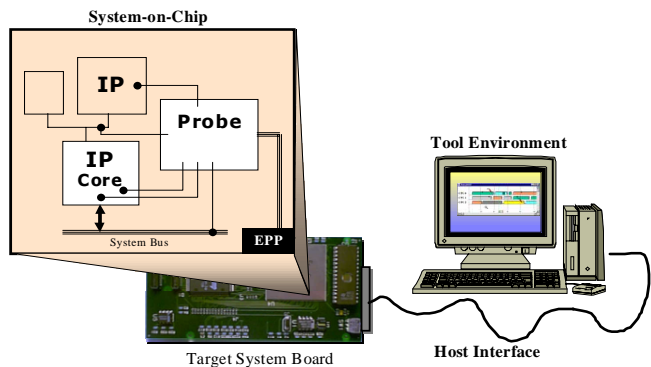 System-on-Chip
IP
Probe
IP
Core
System Bus
EPP
Tool Environment
Target System Board
Host Interface